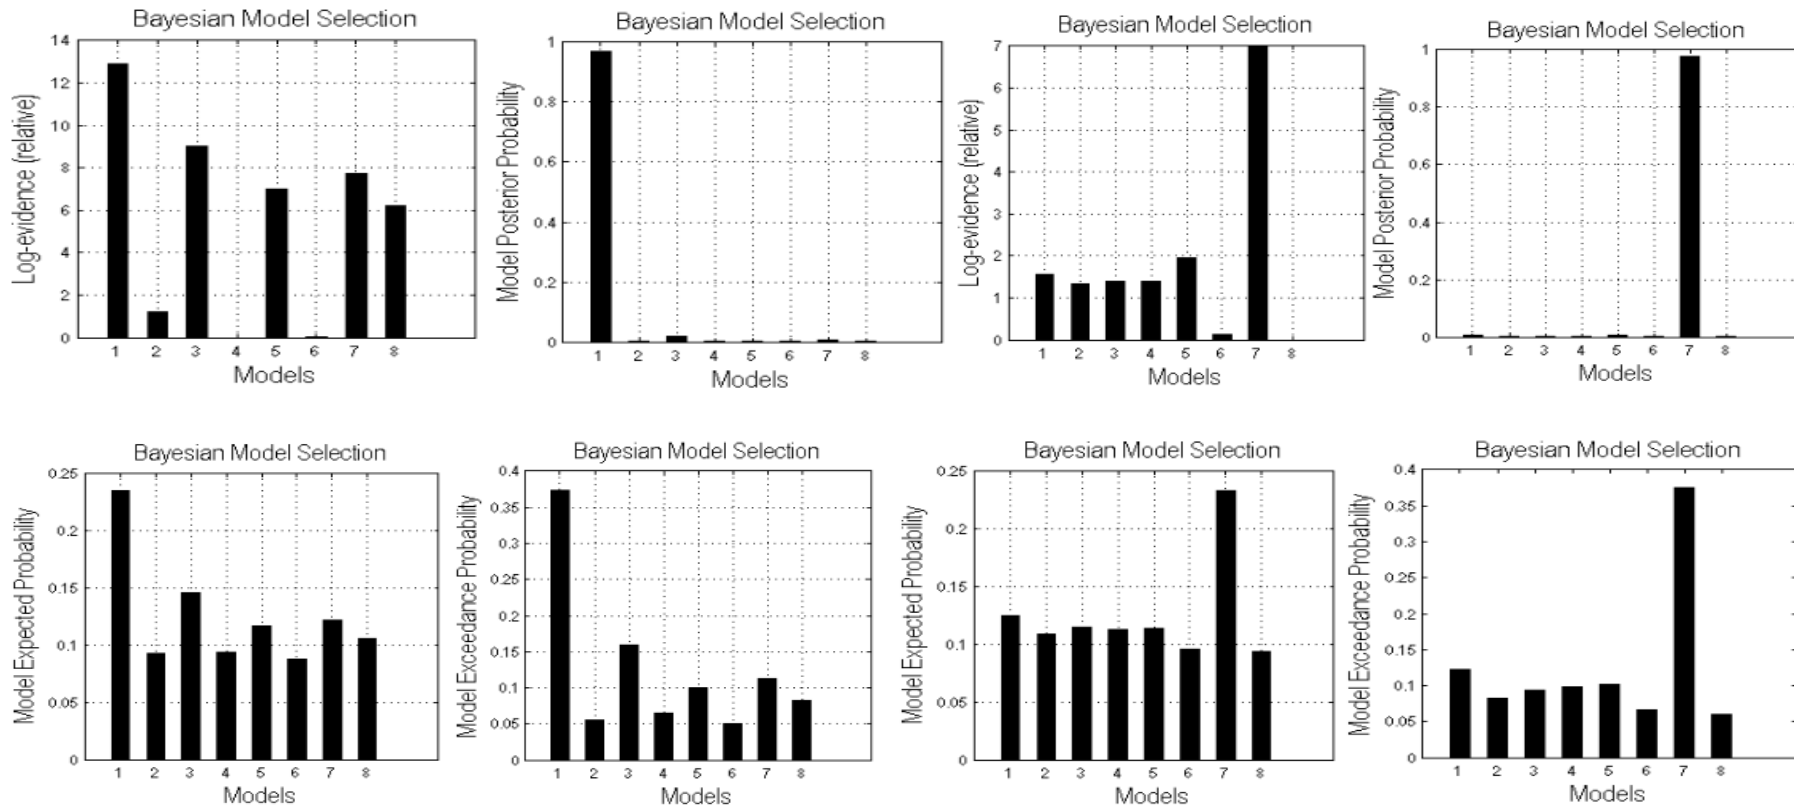 Bayesian Model Selection
Log-evidence (relative)
14
12
10
8
6
4
2
0
1 2 3 4 5 6 7 8
Models
Bayesian Model Selection
Model Posterior Probability
1
0.8
0.6
0.4
0.2
0
1 2 3 4 5 6 7 8
Models
Bayesian Model Selection
Log-evidence (relative)
7
6
5
4
3
2
1
0
1 2 3 4 5 6 7 8
Models
Bayesian Model Selection
Model Posterior Probability
1
0.8
0.6
0.4
0.2
0
1 2 3 4 5 6 7 8
Models
Bayesian Model Selection
Model Expected Probability
0.25
0.2
0.15
0.1
0.05
0
1 2 3 4 5 6 7 8
Models
Bayesian Model Selection
Model Exceedance Probability
0.4
0.35
0.3
0.25
0.2
0.15
0.1
0.05
0
1 2 3 4 5 6 7 8
Models
Bayesian Model Selection
Model Expected Probability
0.25
0.2
0.15
0.1
0.05
0
1 2 3 4 5 6 7 8
Models
Bayesian Model Selection
Model Exceedance Probability
0.4
0.35
0.3
0.25
0.2
0.15
0.1
0.05
0
1 2 3 4 5 6 7 8
Models